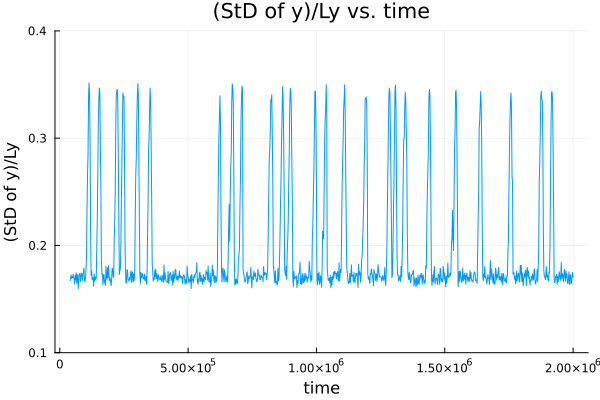 (StD of y)/Ly vs. time
(StD of y)/Ly
0.4
0.3
0.2
0.1
0 5.00×10⁵ 1.00×10⁶ 1.50×10⁶ 2.00×10⁶
time